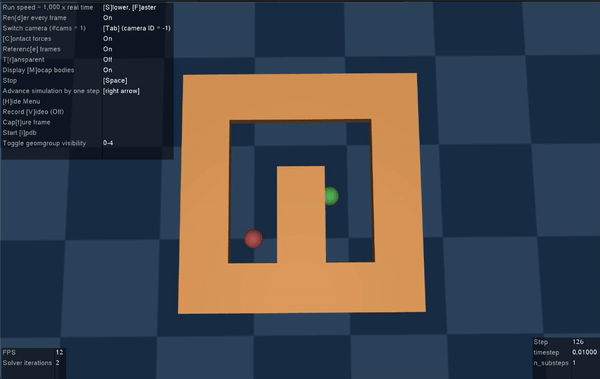 Run speed = 1,000 x real time [S]lower, [F]aster
Ren[d]er every frame On
Switch camera (#cams = 1) [Tab] (camera ID = -1)
[C]ontact forces On
Referenc[e] frames On
T[r]ansparent Off
Display [M]ocap bodies On
Stop [Space]
Advance simulation by one step [right arrow]
[H]ide Menu
Record [V]ideo (Off)
Cap[t]ure frame
Start [i]pdb
Toggle geomgroup visibility 0-4
FPS 12
Solver iterations 2
Step 126
timestep 0.01000
n_substeps 1